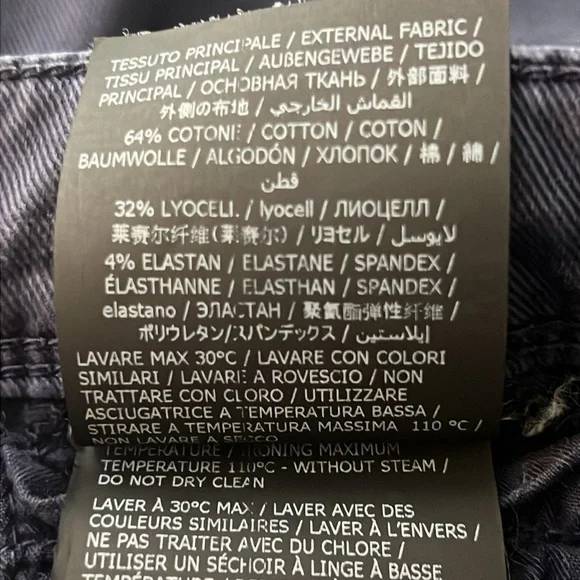 TESSUTO PRINCIPALE / EXTERNAL FABRIC /
TISSU PRINCIPAL / AUßENGEWEBE / TEJIDO
PRINCIPAL / ОСНОВНАЯ ТКАНЬ / 外部面料 /
外側の布地 / القماش الخارجي /
64% COTONE / COTTON / COTON /
BAUMWOLLE / ALGODÓN / ХЛОПОК / 棉 / 綿 /
قطن
32% LYOCELL / lyocell / ЛИОЦЕЛЛ /
莱赛尔纤维(莱赛尔) / リヨセル / لايوسل /
4% ELASTAN / ELASTANE / SPANDEX /
ÉLASTHANNE / ELASTHAN / SPANDEX /
elastano / ЭЛАСТАН / 聚氨酯弹性纤维 /
ポリウレタン/スパンデックス / إيلاستين /
LAVARE MAX 30°C / LAVARE CON COLORI
SIMILARI / LAVARE A ROVESCIO / NON
TRATTARE CON CLORO / UTILIZZARE
ASCIUGATRICE A TEMPERATURA BASSA /
STIRARE A TEMPERATURA MASSIMA 110 °C /
NON LAVARE A SECCO
TEMPERATURE / IRONING MAXIMUM
TEMPERATURE 110°C - WITHOUT STEAM /
DO NOT DRY CLEAN
LAVER À 30°C MAX / LAVER AVEC DES
COULEURS SIMILAIRES / LAVER À L'ENVERS /
NE PAS TRAITER AVEC DU CHLORE /
UTILISER UN SÉCHOIR À LINGE À BASSE